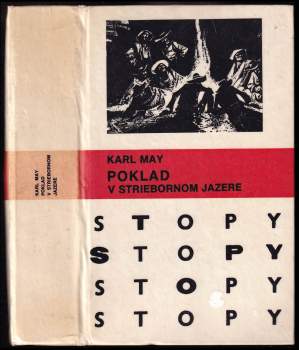 KARL MAY
POKLAD
V STRIEBORNOM
JAZERE
KARL MAY
POKLAD
V STRIEBORNOM JAZERE
STOPY
STOPY
STOPY
STOPY